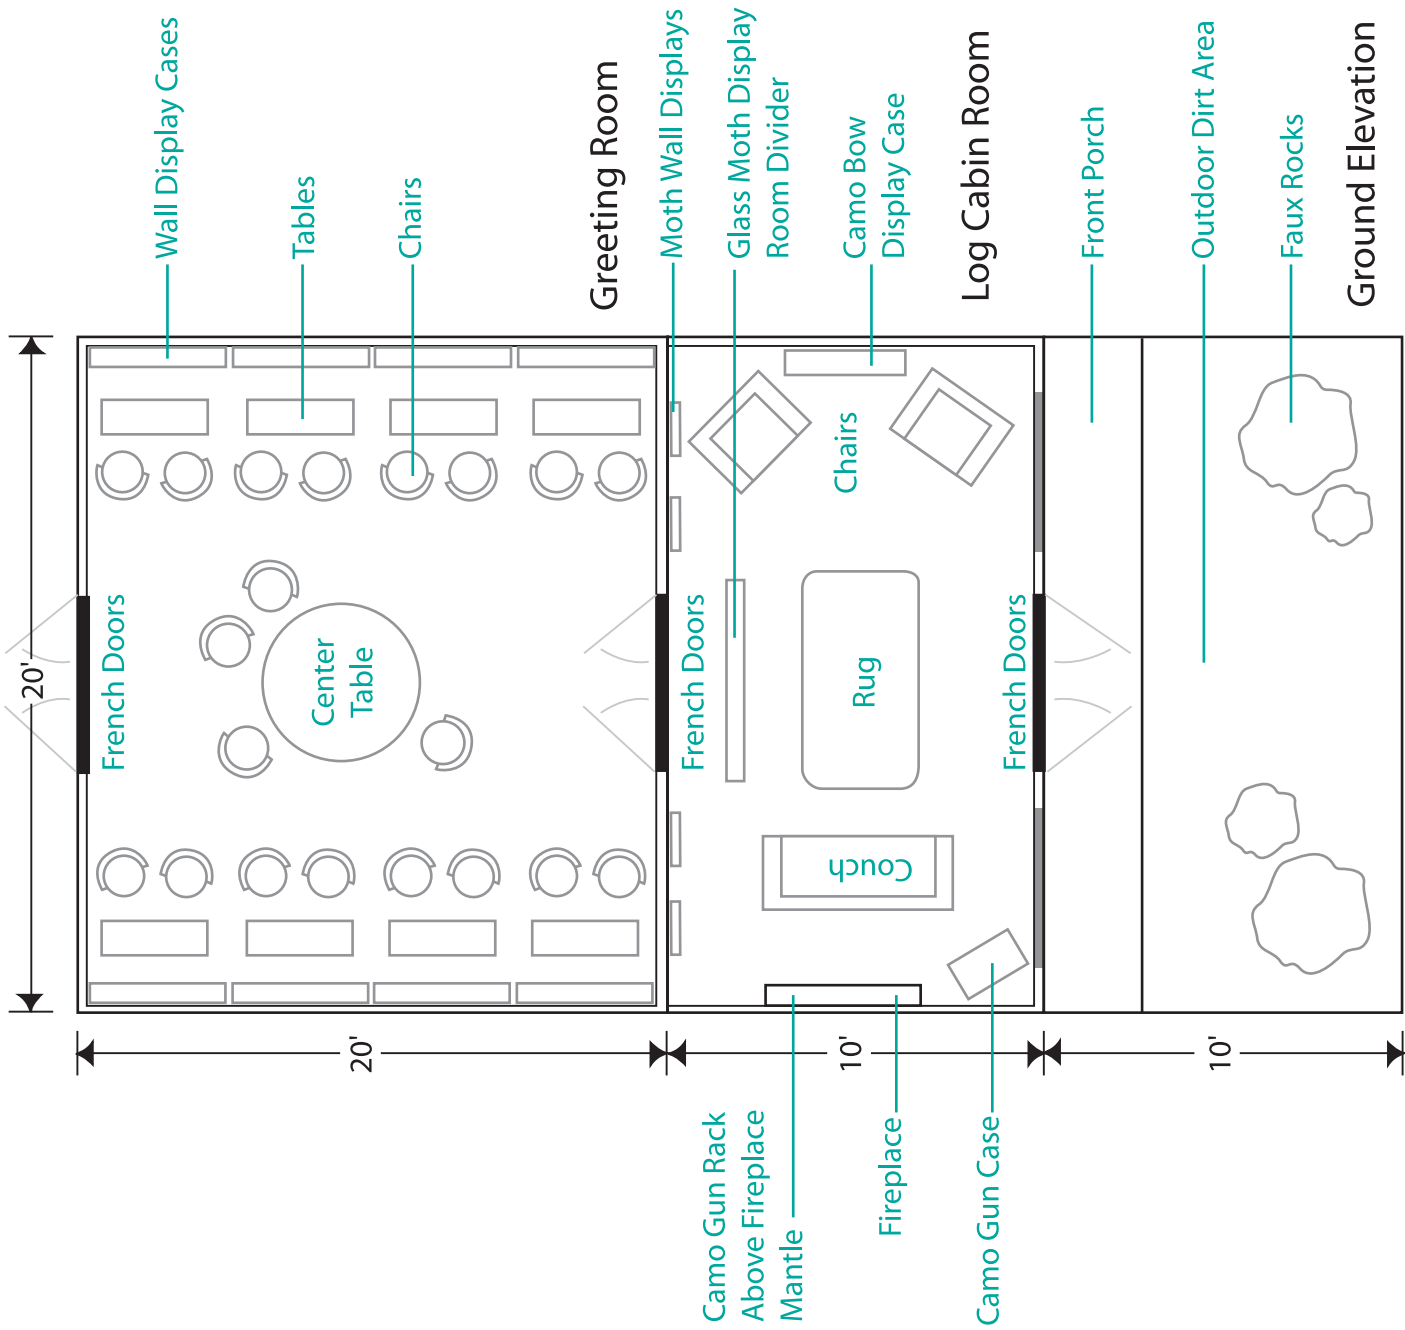 Wall Display Cases
Tables
Chairs
Greeting Room
Moth Wall Displays
Glass Moth Display
Room Divider
Camo Bow
Display Case
Log Cabin Room
Front Porch
Outdoor Dirt Area
Faux Rocks
Ground Elevation
20'
French Doors
Center
Table
French Doors
Chairs
Rug
Couch
French Doors
20'
10'
10'
Camo Gun Rack
Above Fireplace
Mantle
Fireplace
Camo Gun Case